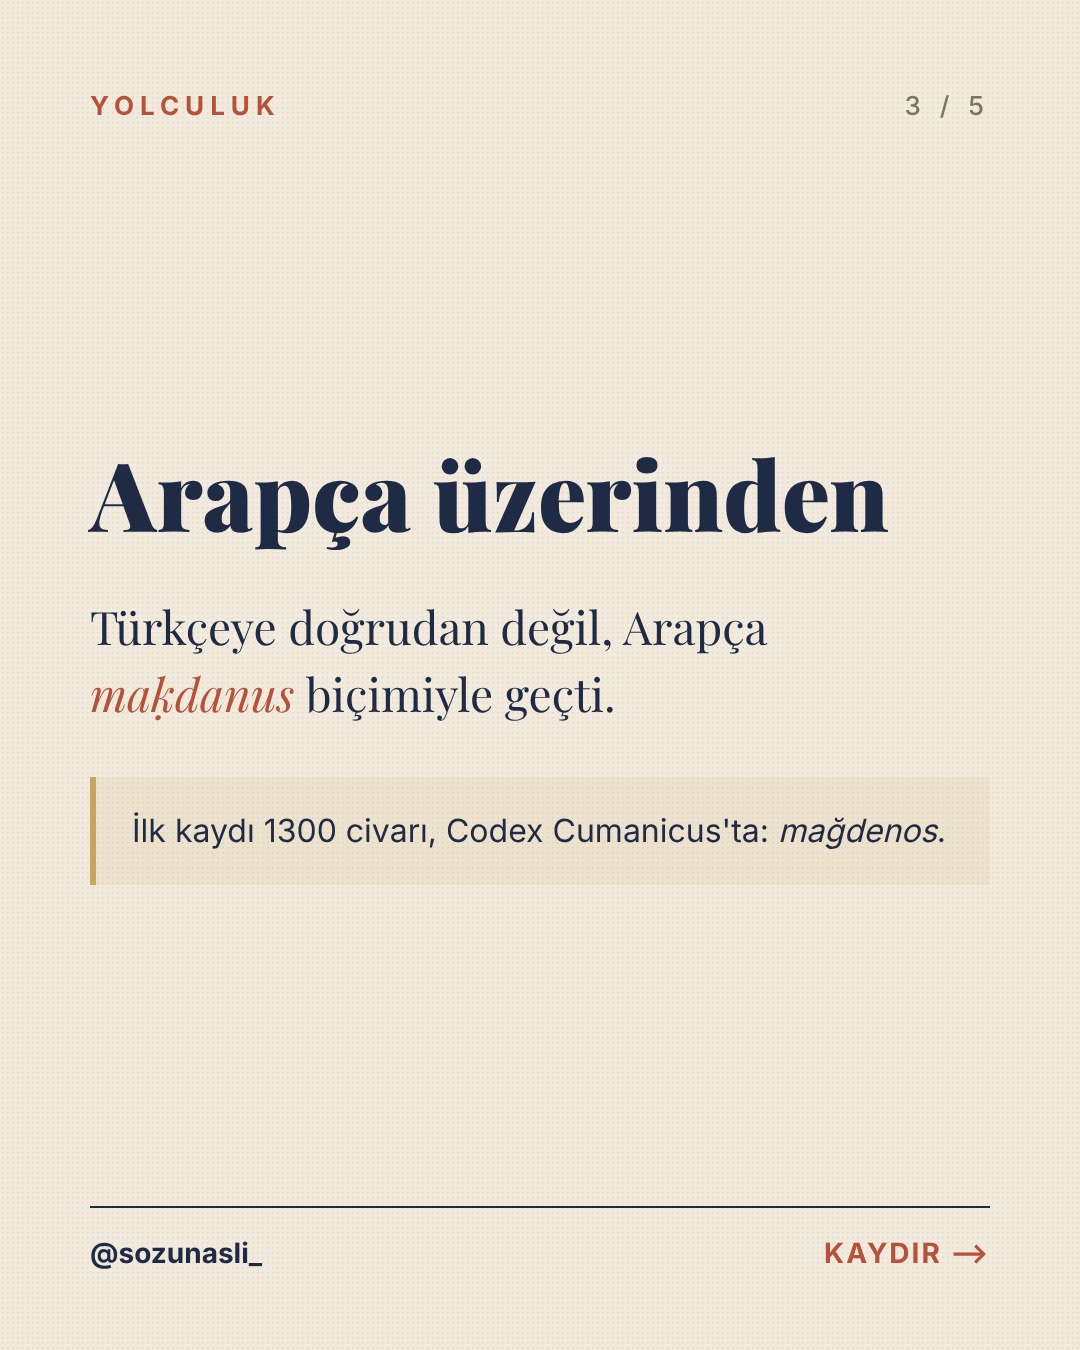 YOLCULUK
3 / 5
Arapça üzerinden
Türkçeye doğrudan değil, Arapça
maḳdanus biçimiyle geçti.
İlk kaydı 1300 civarı, Codex Cumanicus'ta: mağdenos.
@sozunasli_
KAYDIR →